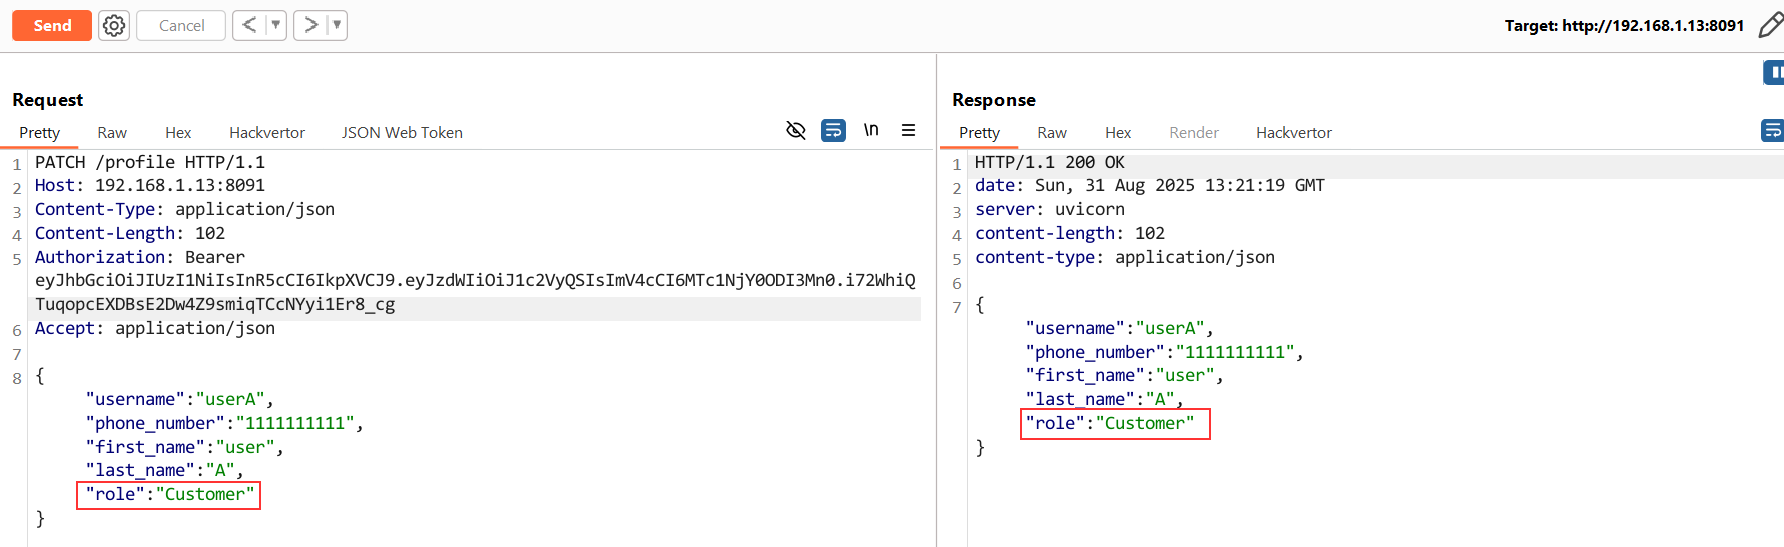 Send Cancel < > Target: http://192.168.1.13:8091
Request
Pretty Raw Hex Hackvertor JSON Web Token \n
1 PATCH /profile HTTP/1.1
2 Host: 192.168.1.13:8091
3 Content-Type: application/json
4 Content-Length: 102
5 Authorization: Bearer
eyJhbGciOiJIUzI1NiIsInR5cCI6IkpXVCJ9.eyJzdWIiOiJ1c2VyQSIsImV4cCI6MTc1NjY0ODI3Mn0.i72WhiQ
TuqopcEXDBsE2Dw4Z9smiqTCcNYyi1Er8_cg
6 Accept: application/json
7
8 {
"username":"userA",
"phone_number":"1111111111",
"first_name":"user",
"last_name":"A",
"role":"Customer"
}
Response
Pretty Raw Hex Render Hackvertor
1 HTTP/1.1 200 OK
2 date: Sun, 31 Aug 2025 13:21:19 GMT
3 server: uvicorn
4 content-length: 102
5 content-type: application/json
6
7 {
"username":"userA",
"phone_number":"1111111111",
"first_name":"user",
"last_name":"A",
"role":"Customer"
}